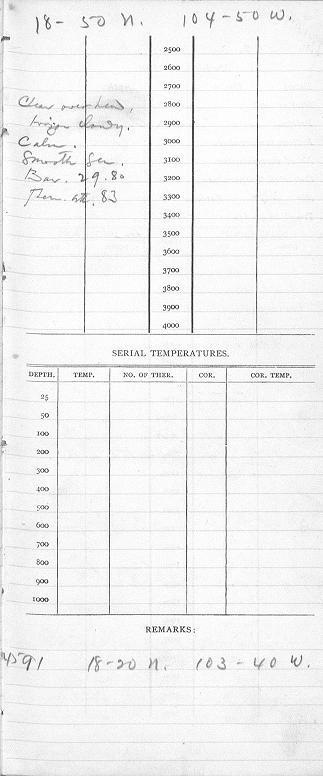 18-50 N. 104-50 W.
2500
2600
2700
Clear over head, 2800
horizon cloudy. 2900
Calm. 3000
Smooth Sea. 3100
Bar. 29.80 3200
Ther. att. 83 3300
3400
3500
3600
3700
3800
3900
4000
SERIAL TEMPERATURES.
DEPTH. TEMP. NO. OF THER. COR. COR. TEMP.
25
50
100
200
300
400
500
600
700
800
900
1000
REMARKS:
4591 18-20 N. 103-40 W.